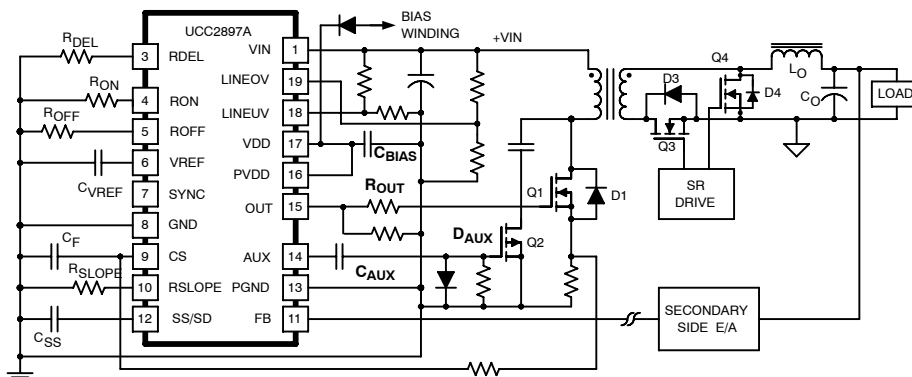 UCC2897A
BIAS
WINDING
+VIN
RDEL
3 RDEL
VIN 1
RON
4 RON
LINEOV 19
ROFF
5 ROFF
LINEUV 18
6 VREF
VDD 17
CVREF
7 SYNC
PVDD 16
CBIAS
8 GND
OUT 15
ROUT
CF
9 CS
AUX 14
CAUX
DAUX
RSLOPE
10 RSLOPE
PGND 13
CSS
12 SS/SD
FB 11
Q1
D1
Q2
D3
Q3
Q4
D4
LO
CO
LOAD
SR
DRIVE
SECONDARY
SIDE E/A